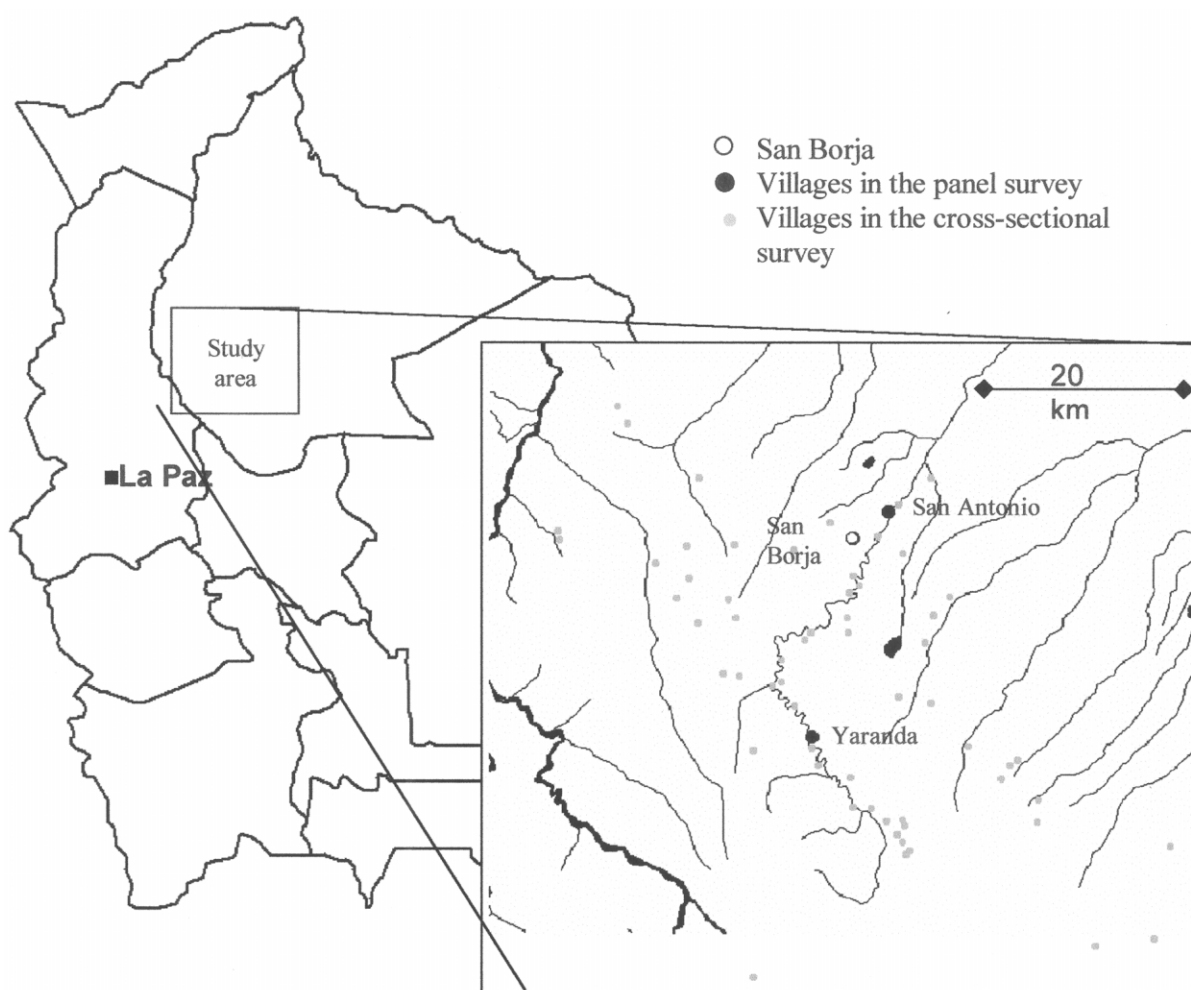 San Borja
Villages in the panel survey
Villages in the cross-sectional
survey
Study
area
20
km
La Paz
San Antonio
San
Borja
Yaranda